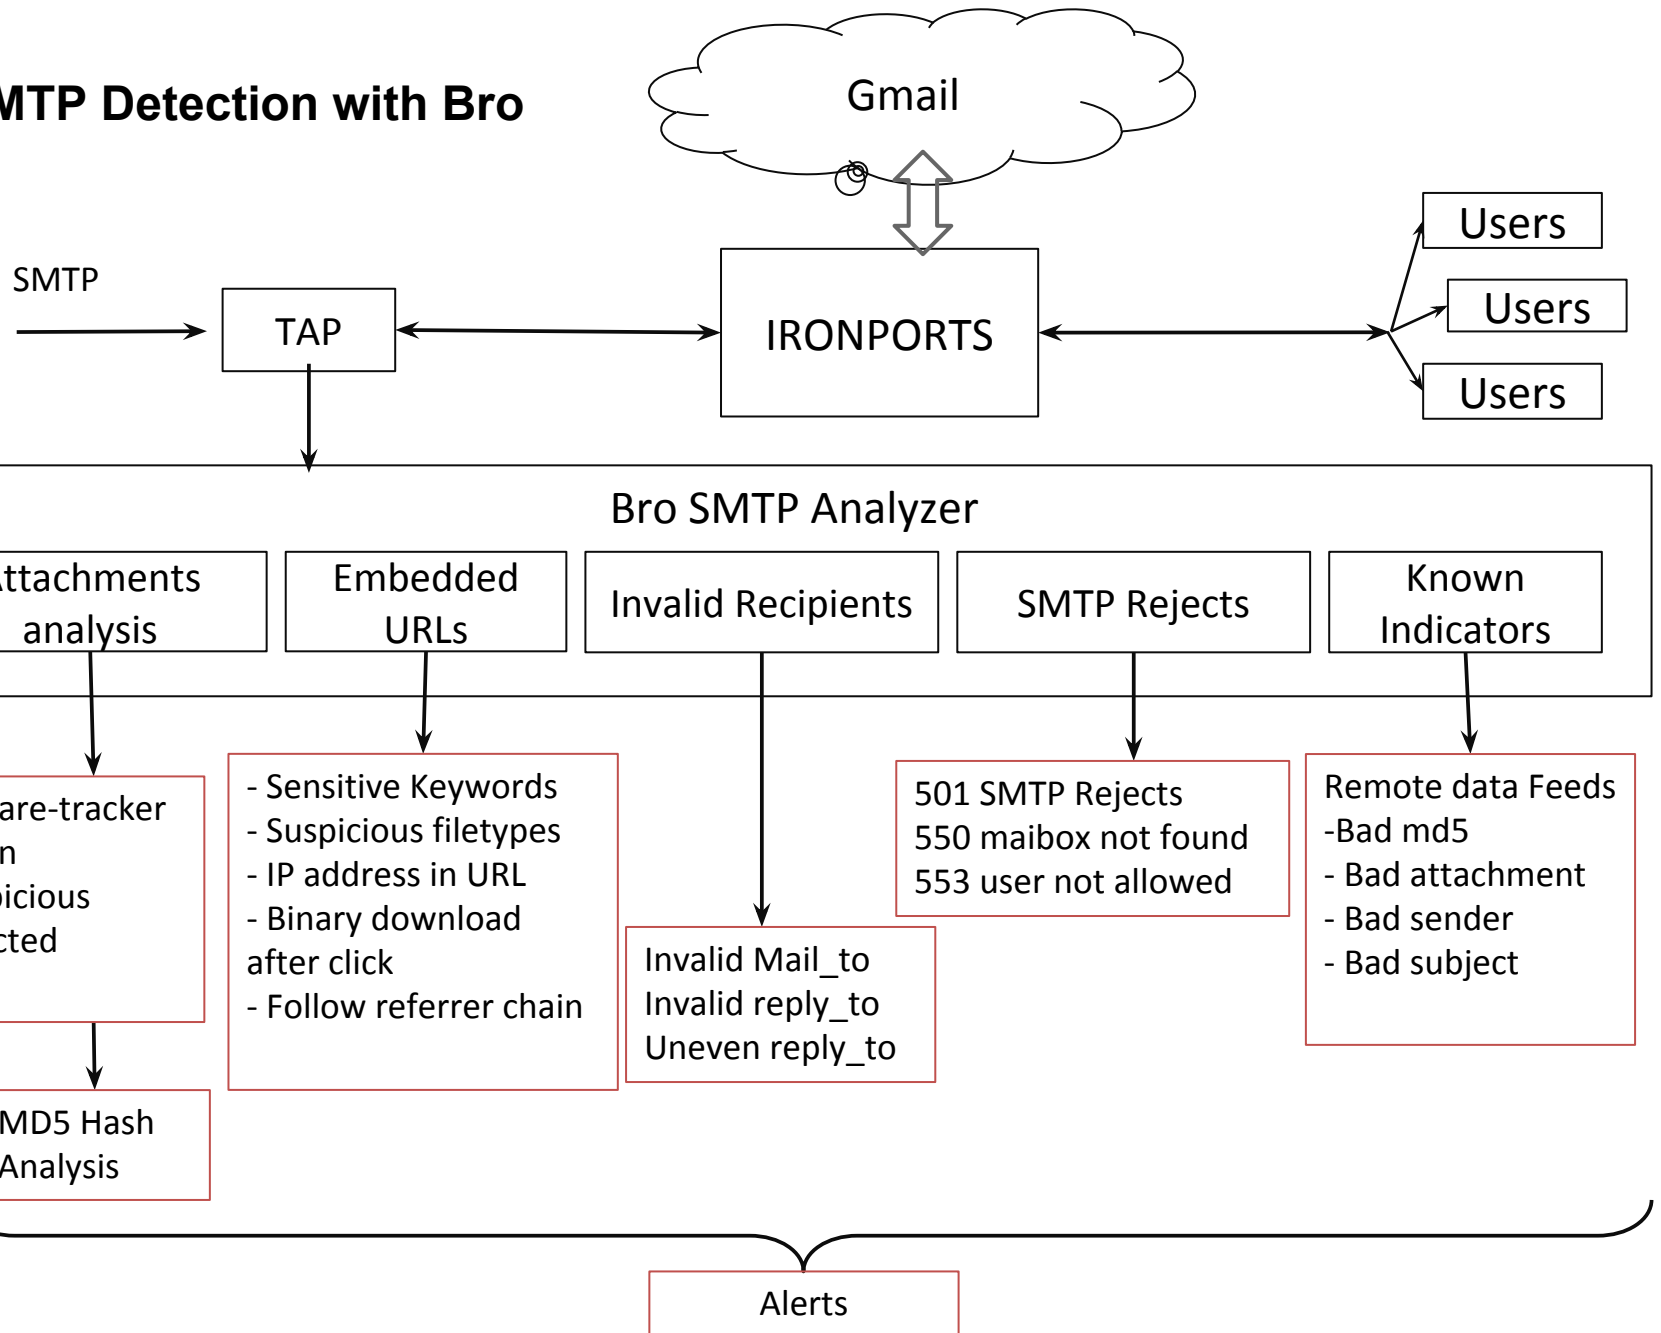 MTP Detection with Bro
Gmail
SMTP
TAP
IRONPORTS
Users
Users
Users
Bro SMTP Analyzer
Attachments
analysis
Embedded
URLs
Invalid Recipients
SMTP Rejects
Known
Indicators
are-tracker
n
icious
cted
MD5 Hash
Analysis
- Sensitive Keywords
- Suspicious filetypes
- IP address in URL
- Binary download
after click
- Follow referrer chain
Invalid Mail_to
Invalid reply_to
Uneven reply_to
501 SMTP Rejects
550 maibox not found
553 user not allowed
Remote data Feeds
-Bad md5
- Bad attachment
- Bad sender
- Bad subject
Alerts